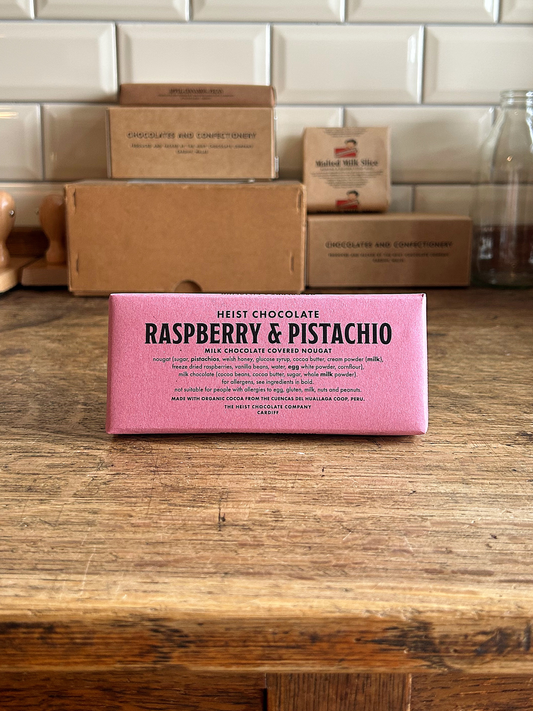 CHOCOLATES AND CONFECTIONERY
Malted Milk Slice
CHOCOLATES AND CONFECTIONERY
HEIST CHOCOLATE
RASPBERRY & PISTACHIO
MILK CHOCOLATE COVERED NOUGAT
nougat (sugar, pistachios, welsh honey, glucose syrup, cocoa butter, cream powder (milk),
freeze dried raspberries, vanilla beans, water, egg white powder, cornflour),
milk chocolate (cocoa beans, cocoa butter, sugar, whole milk powder).
for allergens, see ingredients in bold.
not suitable for people with allergies to egg, gluten, milk, nuts and peanuts.
MADE WITH ORGANIC COCOA FROM THE CUENCAS DEL HUALLAGA COOP, PERU.
THE HEIST CHOCOLATE COMPANY
CARDIFF